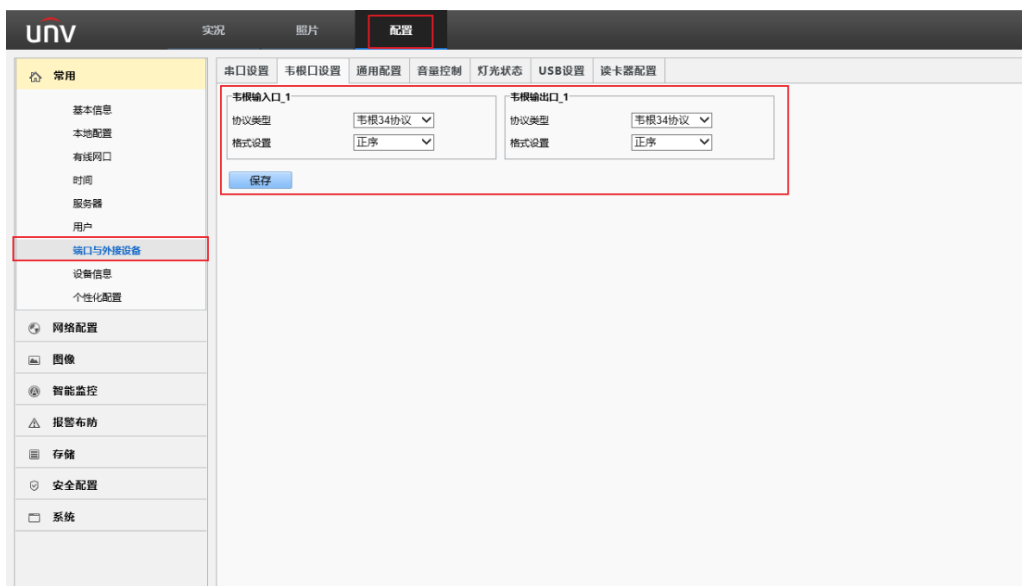 unv 实况 照片 配置
常用
基本信息
本地配置
有线网口
时间
服务器
用户
端口与外接设备
设备信息
个性化配置
网络配置
图像
智能监控
报警布防
存储
安全配置
系统
串口设置 韦根口设置 通用配置 音量控制 灯光状态 USB设置 读卡器配置
韦根输入口_1
协议类型 韦根34协议
格式设置 正序
韦根输出口_1
协议类型 韦根34协议
格式设置 正序
保存